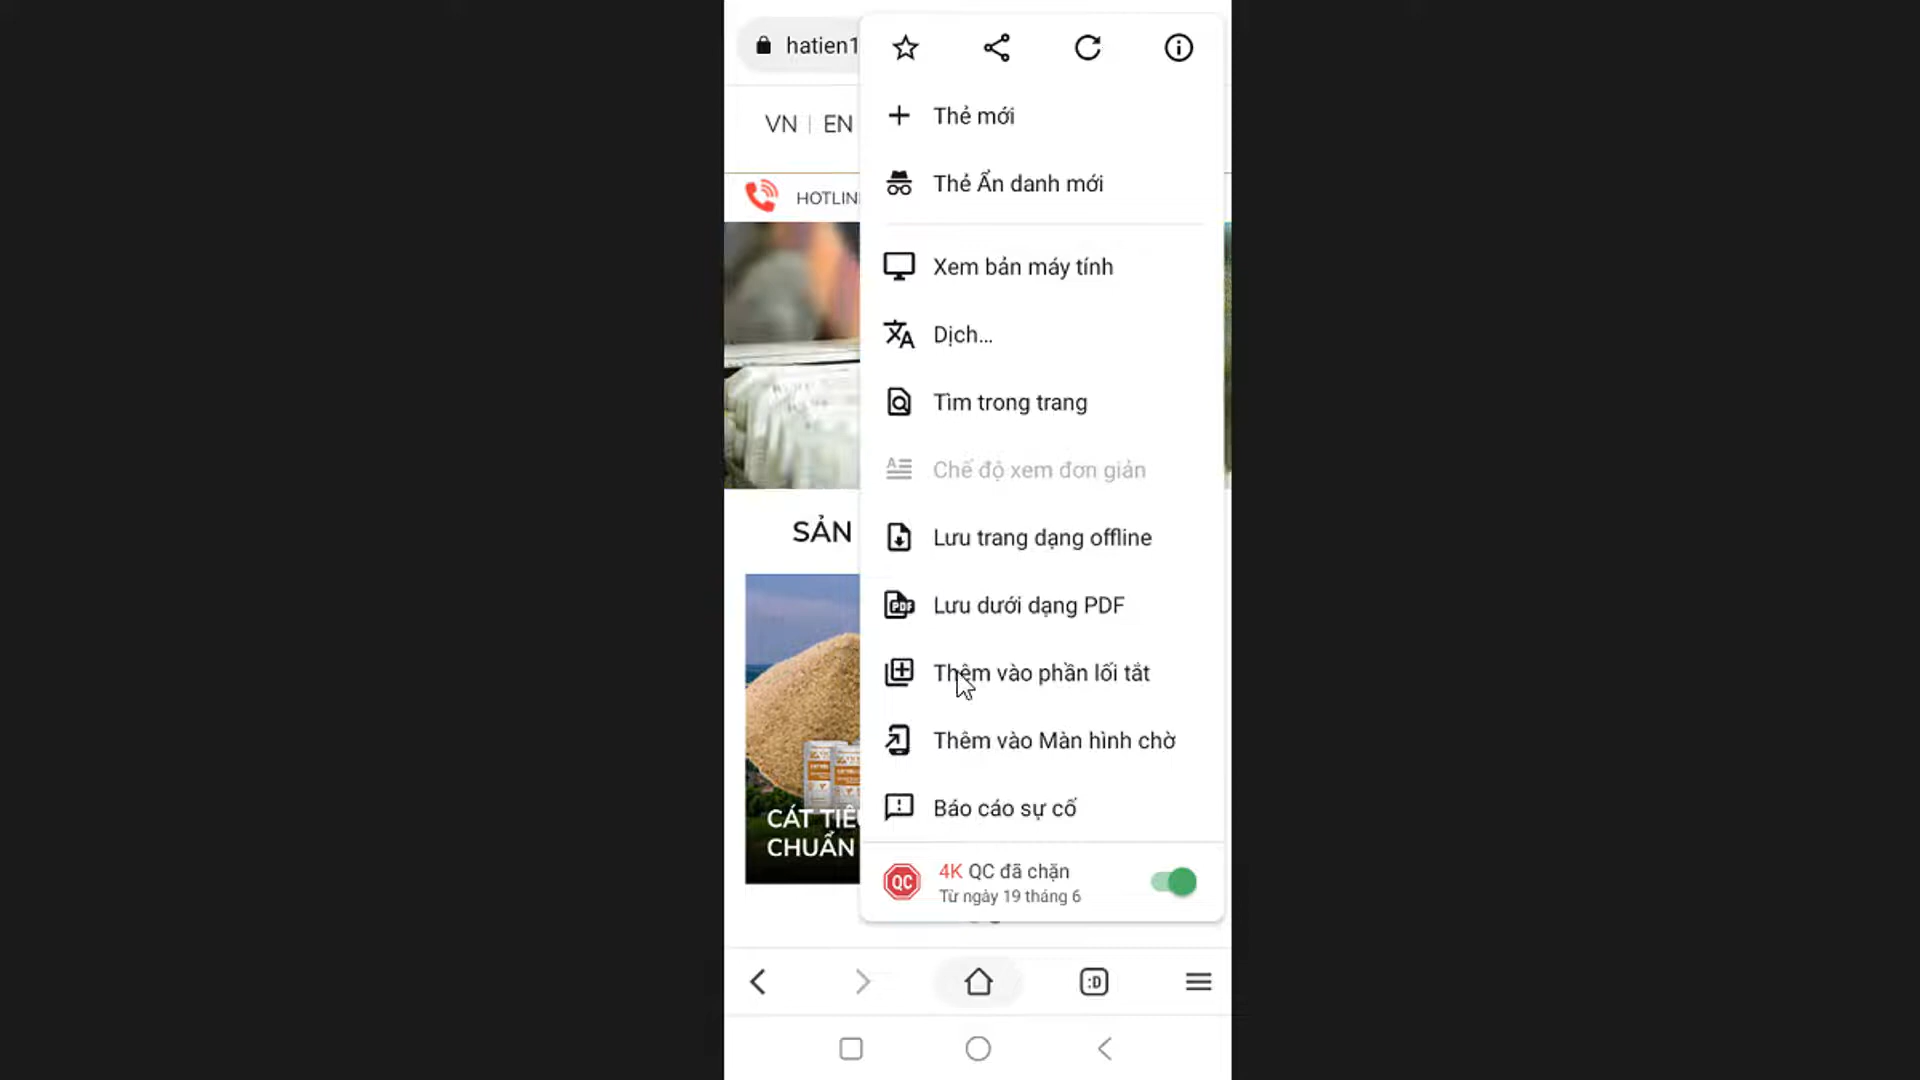 hatien1
VN | EN
HOTLIN
Thẻ mới
Thẻ Ẩn danh mới
Xem bản máy tính
Dịch...
Tìm trong trang
Chế độ xem đơn giản
Lưu trang dạng offline
PDF
Lưu dưới dạng PDF
Thêm vào phần lối tắt
Thêm vào Màn hình chờ
Báo cáo sự cố
QC
4K QC đã chặn
Từ ngày 19 tháng 6
SẢN
CÁT TIÊU
CHUẨN
:D